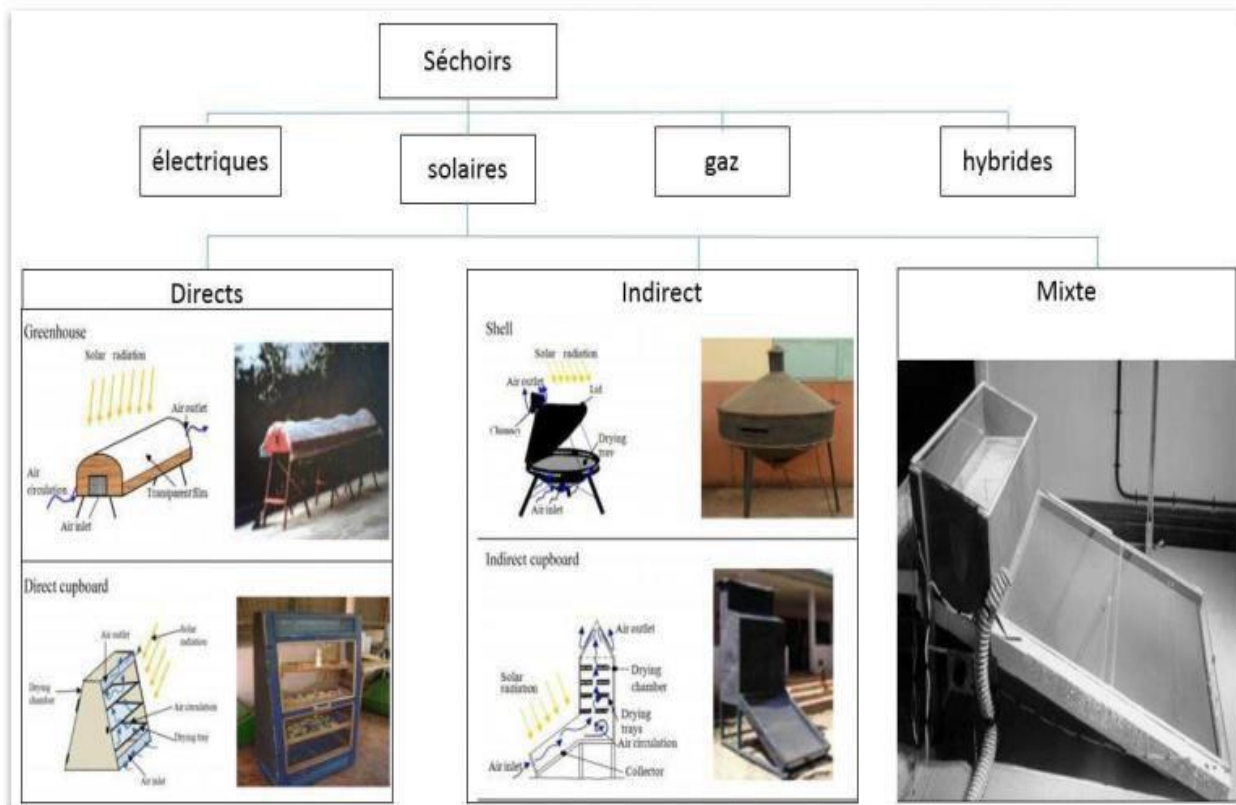 Séchoirs
électriques
solaires
gaz
hybrides
Directs
Greenhouse
Solar radiation
Air outlet
Air
circulation
Transparent film
Air inlet
Direct cupboard
Air outlet
Solar
radiation
Drying
chamber
Air circulation
Drying tray
Air inlet
Indirect
Shell
Solar radiation
Air outlet
Lid
Chimney
Drying
tray
Air inlet
Indirect cupboard
Air outlet
Solar
radiation
Drying
chamber
Drying
trays
Air circulation
Air inlet
Collector
Mixte